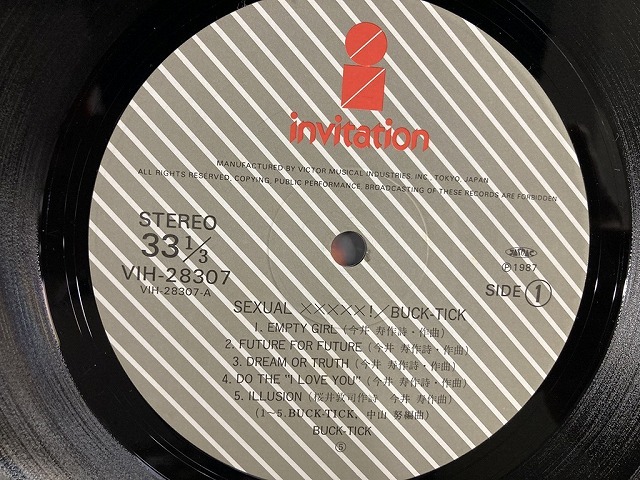 invitation
MANUFACTURED BY VICTOR MUSICAL INDUSTRIES, INC., TOKYO, JAPAN
ALL RIGHTS RESERVED, COPYING, PUBLIC PERFORMANCE, BROADCASTING OF THESE RECORDS ARE FORBIDDEN
STEREO
33 1/3
VIH-28307
VIH-28307-A
JASRAC
Ⓟ1987
SIDE 1
SEXUAL ×××××!/BUCK-TICK
1. EMPTY GIRL (今井 寿作詩・作曲)
2. FUTURE FOR FUTURE (今井 寿作詩・作曲)
3. DREAM OR TRUTH (今井 寿作詩・作曲)
4. DO THE "I LOVE YOU" (今井 寿作詩・作曲)
5. ILLUSION (桜井敦司作詩 今井 寿作曲)
(1~5. BUCK-TICK, 中山 努編曲)
BUCK-TICK
⑤